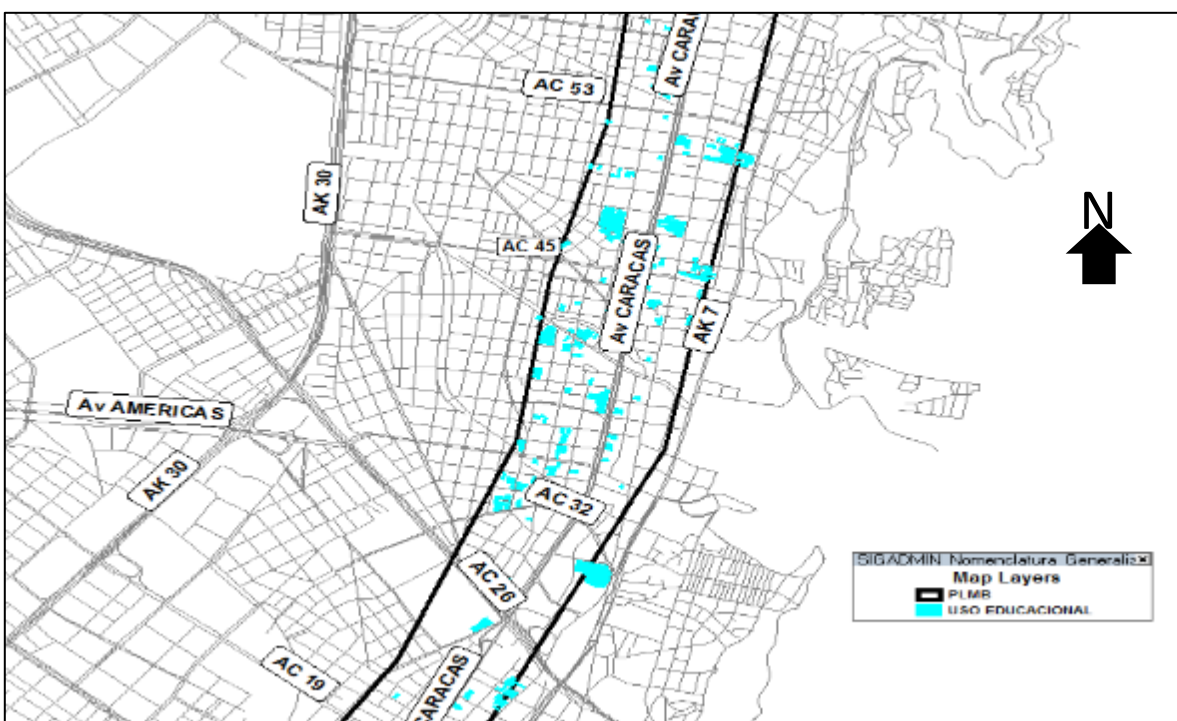 Av CARAC
AC 53
AK 30
N
AC 45
Av CARACAS
AK 7
Av AMERICAS
AK 30
AC 32
SIGADMIN Nomenclatura Generaliz
Map Layers
PLMB
USO EDUCACIONAL
AC 26
AC 19
CARACAS